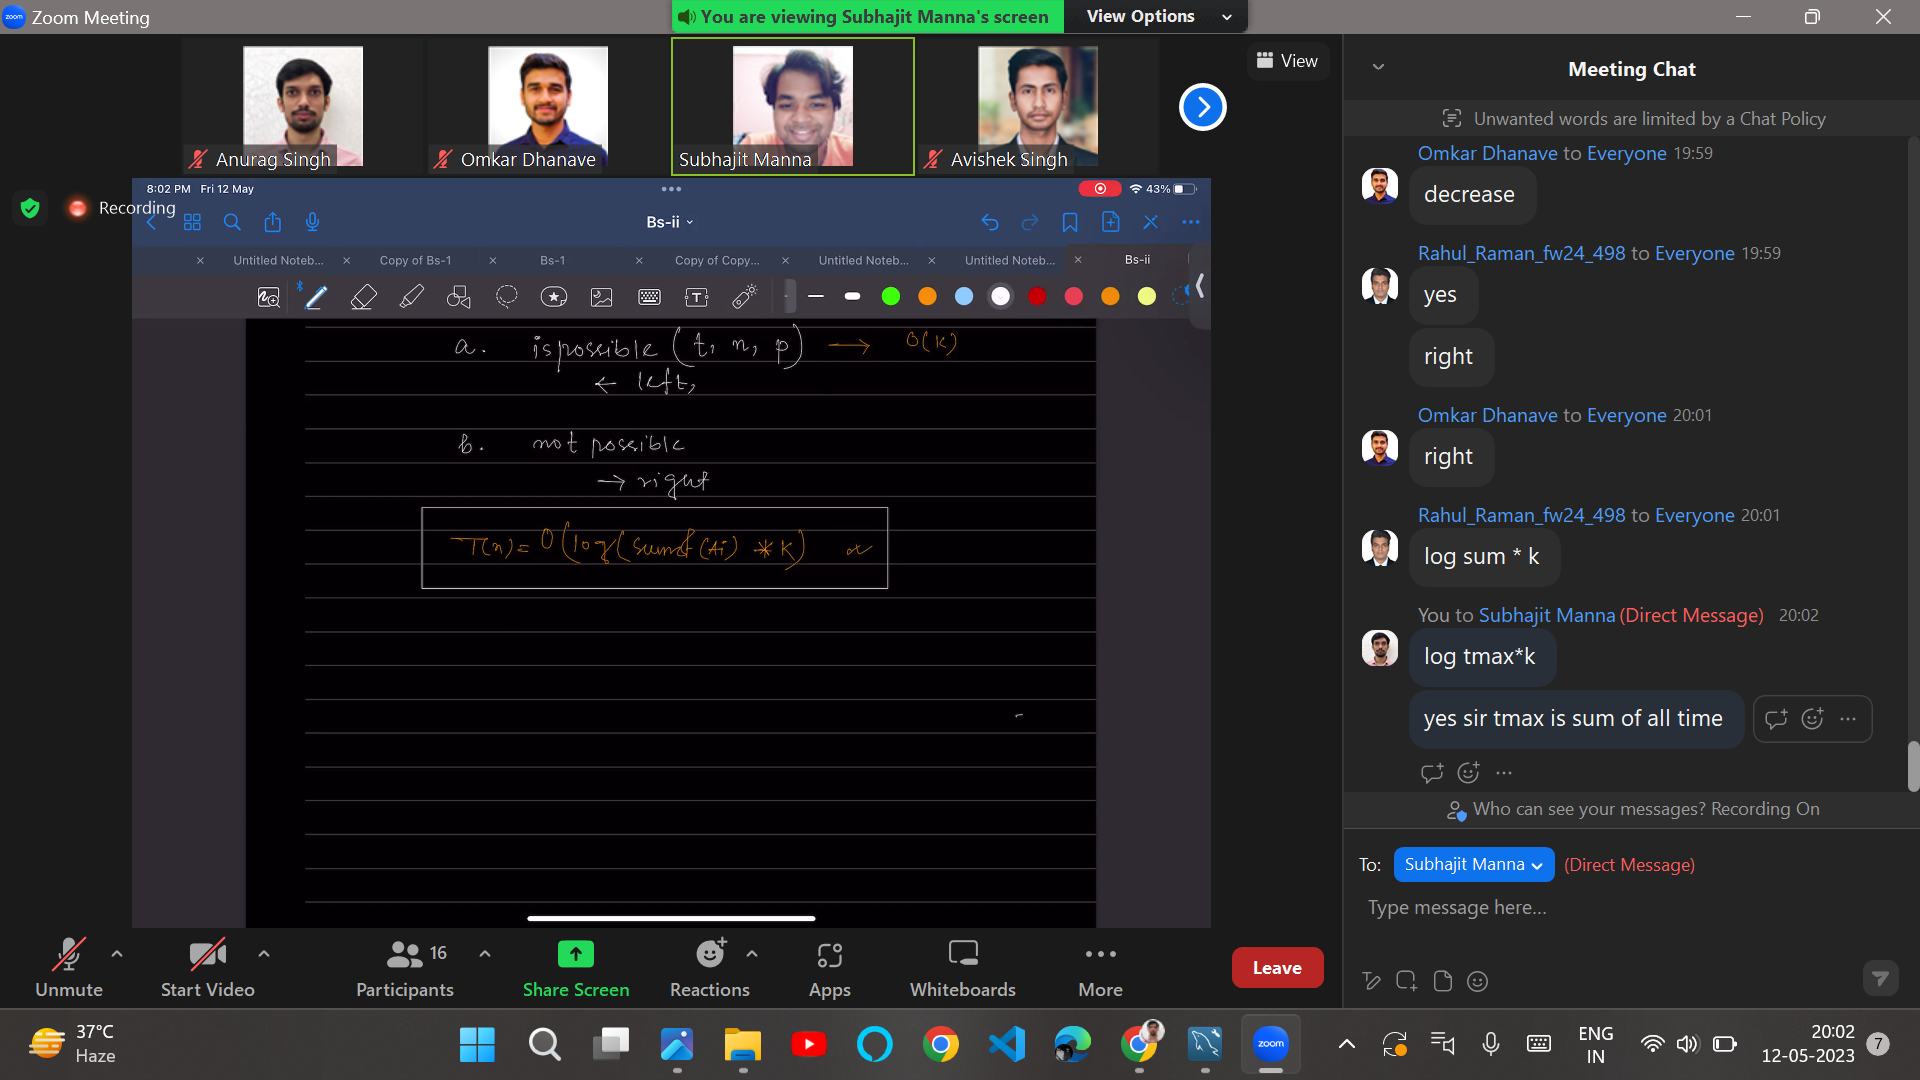 Zoom Meeting
You are viewing Subhajit Manna's screen
View Options
Anurag Singh
Omkar Dhanave
Subhajit Manna
Avishek Singh
View
Recording
8:02 PM Fri 12 May
43%
Bs-ii
Untitled Noteb...
Copy of Bs-1
Bs-1
Copy of Copy...
Untitled Noteb...
Untitled Noteb...
Bs-ii
a. ispossible (t, n, p) → O(K)
← left,
b. not possible
→ right
T(n) = O(log(sumof(Ai) * K)
Meeting Chat
Unwanted words are limited by a Chat Policy
Omkar Dhanave to Everyone 19:59
decrease
Rahul_Raman_fw24_498 to Everyone 19:59
yes
right
Omkar Dhanave to Everyone 20:01
right
Rahul_Raman_fw24_498 to Everyone 20:01
log sum * k
You to Subhajit Manna (Direct Message) 20:02
log tmax*k
yes sir tmax is sum of all time
Who can see your messages? Recording On
To: Subhajit Manna (Direct Message)
Type message here...
Unmute
Start Video
16
Participants
Share Screen
Reactions
Apps
Whiteboards
More
Leave
37°C
Haze
zoom
ENG
IN
20:02
12-05-2023
7